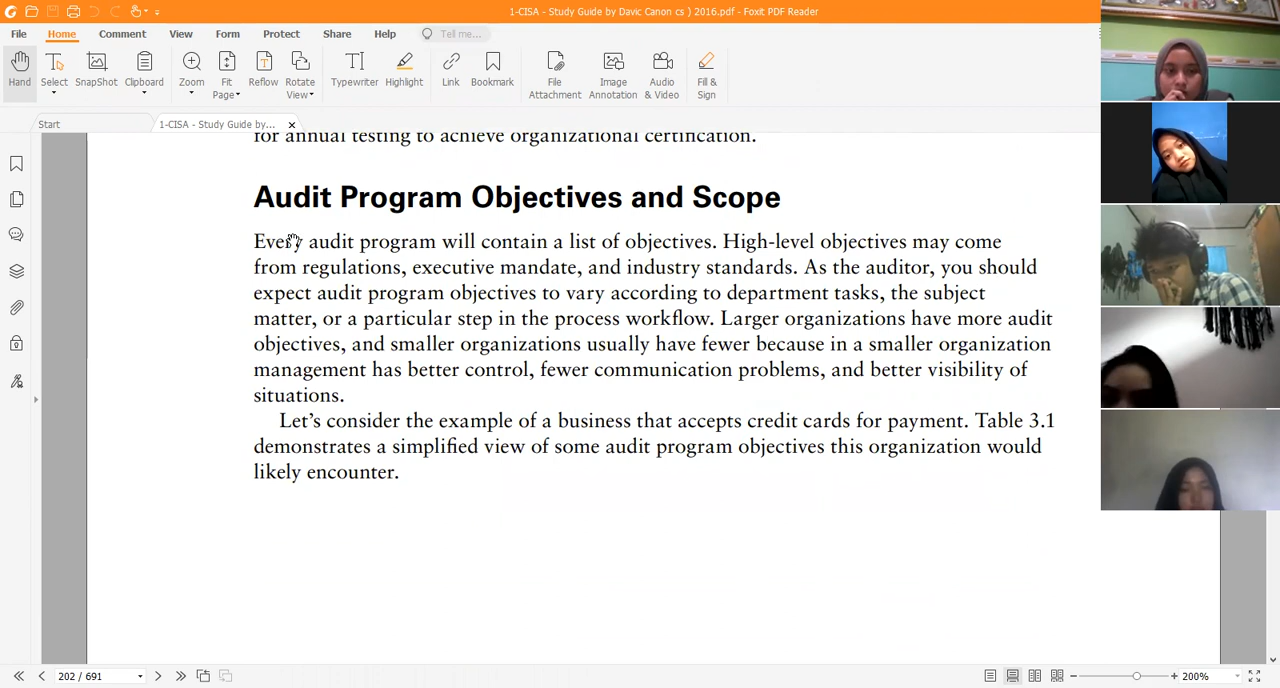 1-CISA - Study Guide by Davic Canon cs ) 2016.pdf - Foxit PDF Reader
File Home Comment View Form Protect Share Help Tell me...
Hand Select SnapShot Clipboard Zoom Fit Page Reflow Rotate View Typewriter Highlight Link Bookmark File Attachment Image Annotation Audio & Video Fill & Sign
Start 1-CISA - Study Guide by...
for annual testing to achieve organizational certification.
Audit Program Objectives and Scope
Every audit program will contain a list of objectives. High-level objectives may come
from regulations, executive mandate, and industry standards. As the auditor, you should
expect audit program objectives to vary according to department tasks, the subject
matter, or a particular step in the process workflow. Larger organizations have more audit
objectives, and smaller organizations usually have fewer because in a smaller organization
management has better control, fewer communication problems, and better visibility of
situations.
Let’s consider the example of a business that accepts credit cards for payment. Table 3.1
demonstrates a simplified view of some audit program objectives this organization would
likely encounter.
202 / 691 200%